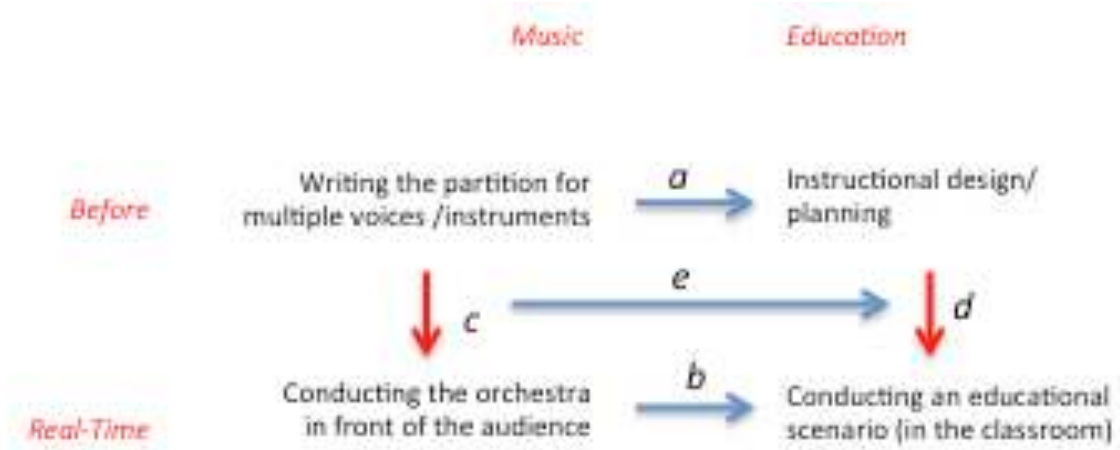 Music Education
Before
Writing the partition for
multiple voices /instruments
a
Instructional design/
planning
c
e
d
Real-Time
Conducting the orchestra
in front of the audience
b
Conducting an educational
scenario (in the classroom)